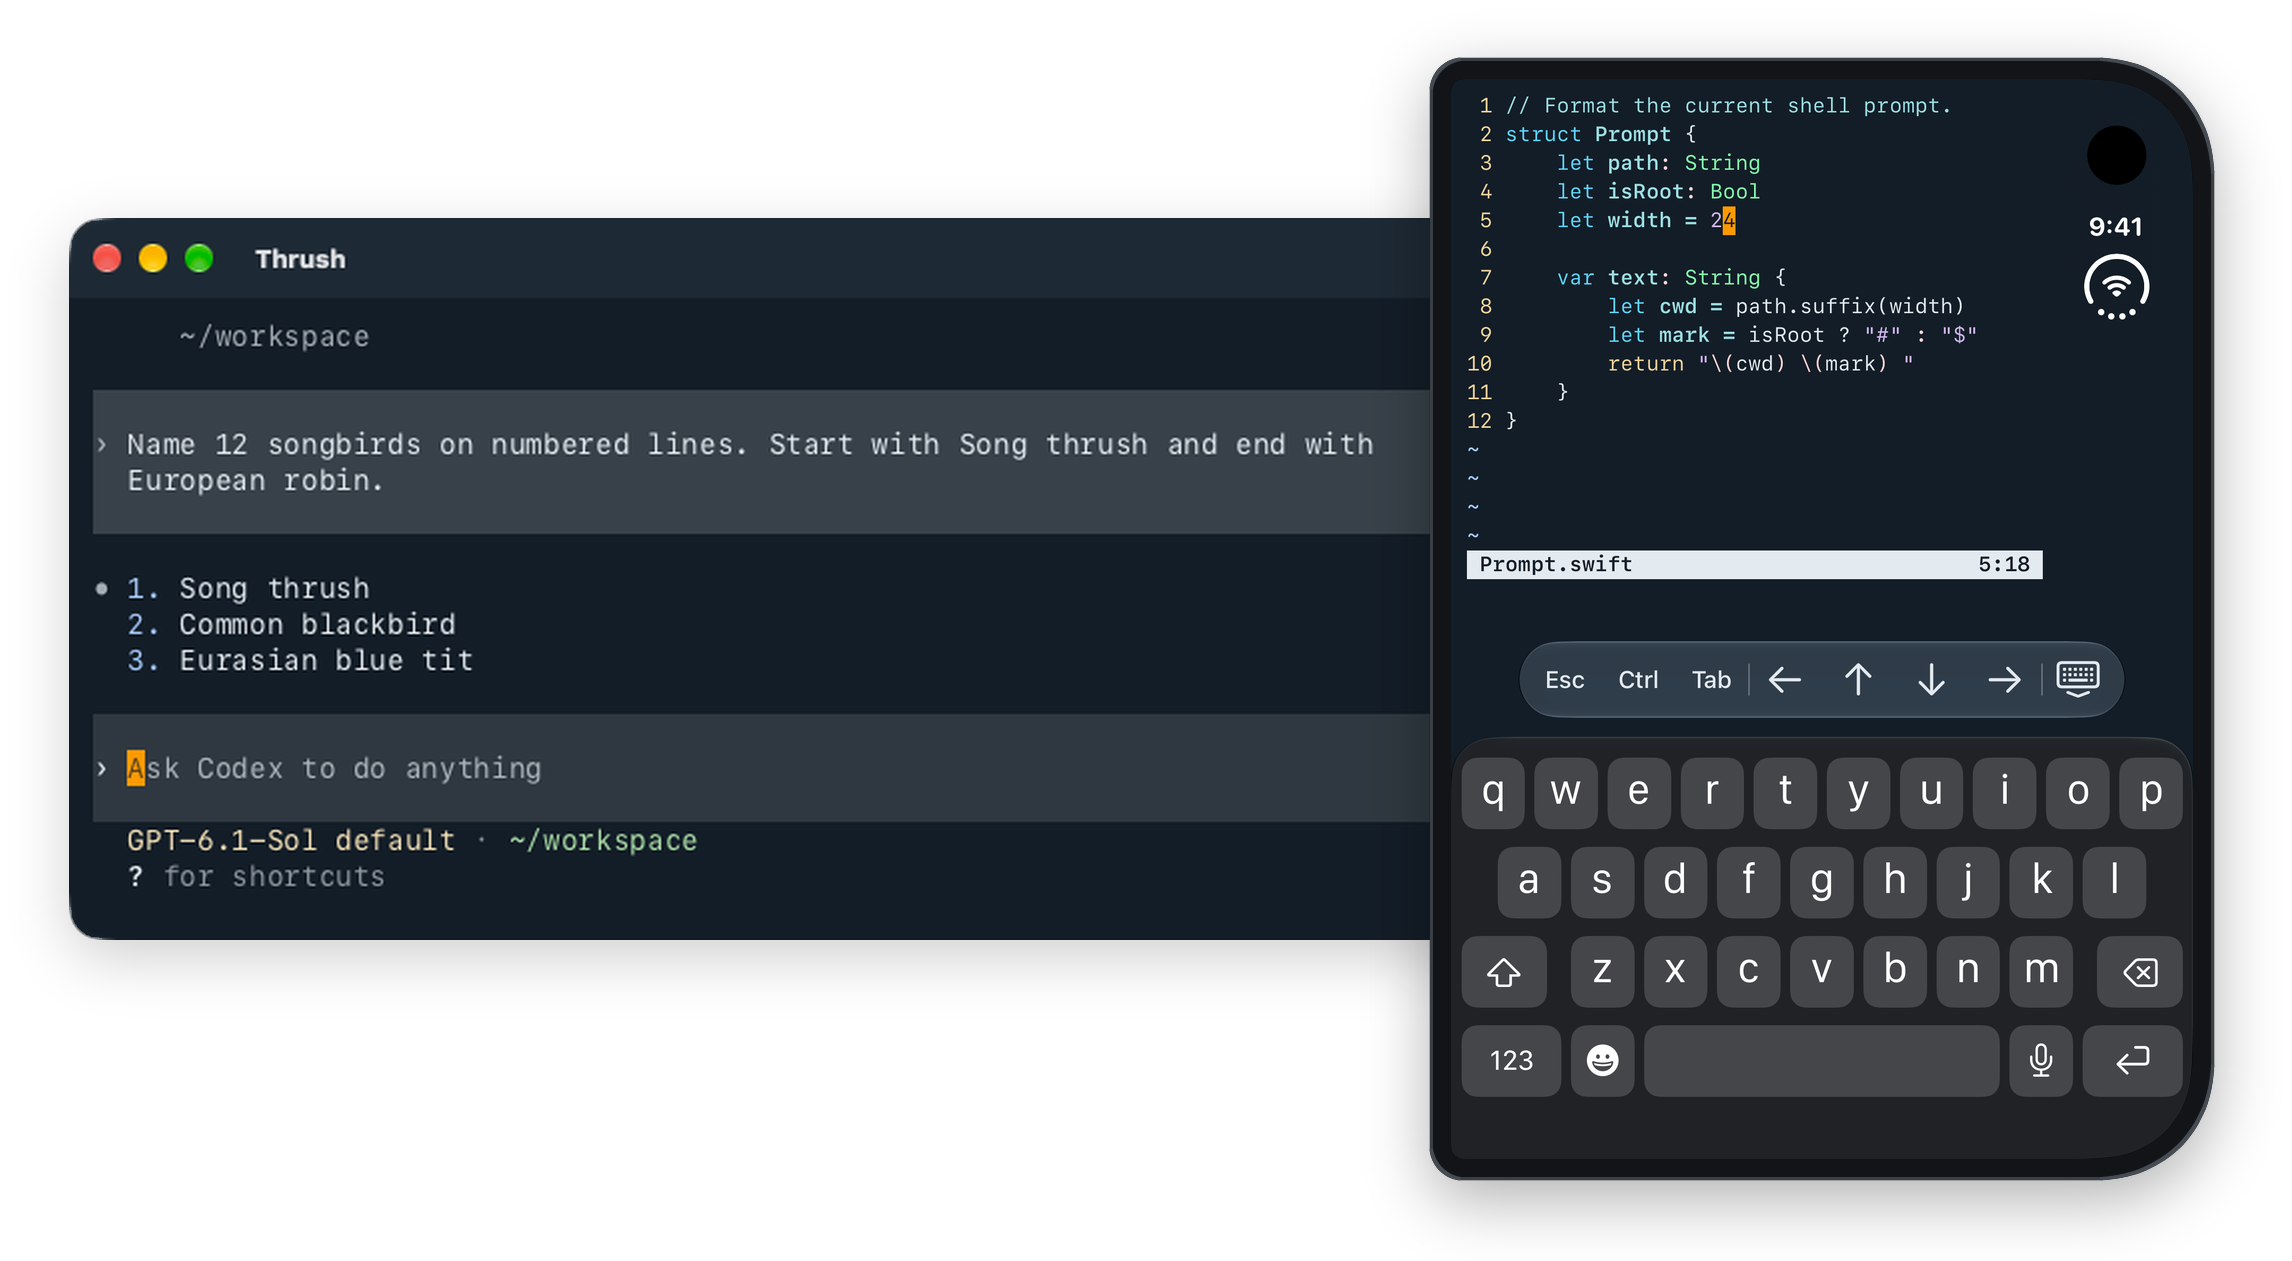 Thrush
~/workspace
› Name 12 songbirds on numbered lines. Start with Song thrush and end with
European robin.
• 1. Song thrush
2. Common blackbird
3. Eurasian blue tit
› Ask Codex to do anything
GPT-6.1-Sol default · ~/workspace
? for shortcuts
1 // Format the current shell prompt.
2 struct Prompt {
3     let path: String
4     let isRoot: Bool
5     let width = 24
6
7     var text: String {
8         let cwd = path.suffix(width)
9         let mark = isRoot ? "#" : "$"
10         return "\(cwd) \(mark) "
11     }
12 }
~
~
~
~
Prompt.swift 5:18
9:41
Esc Ctrl Tab ← ↑ ↓ →
q w e r t y u i o p
a s d f g h j k l
z x c v b n m
123